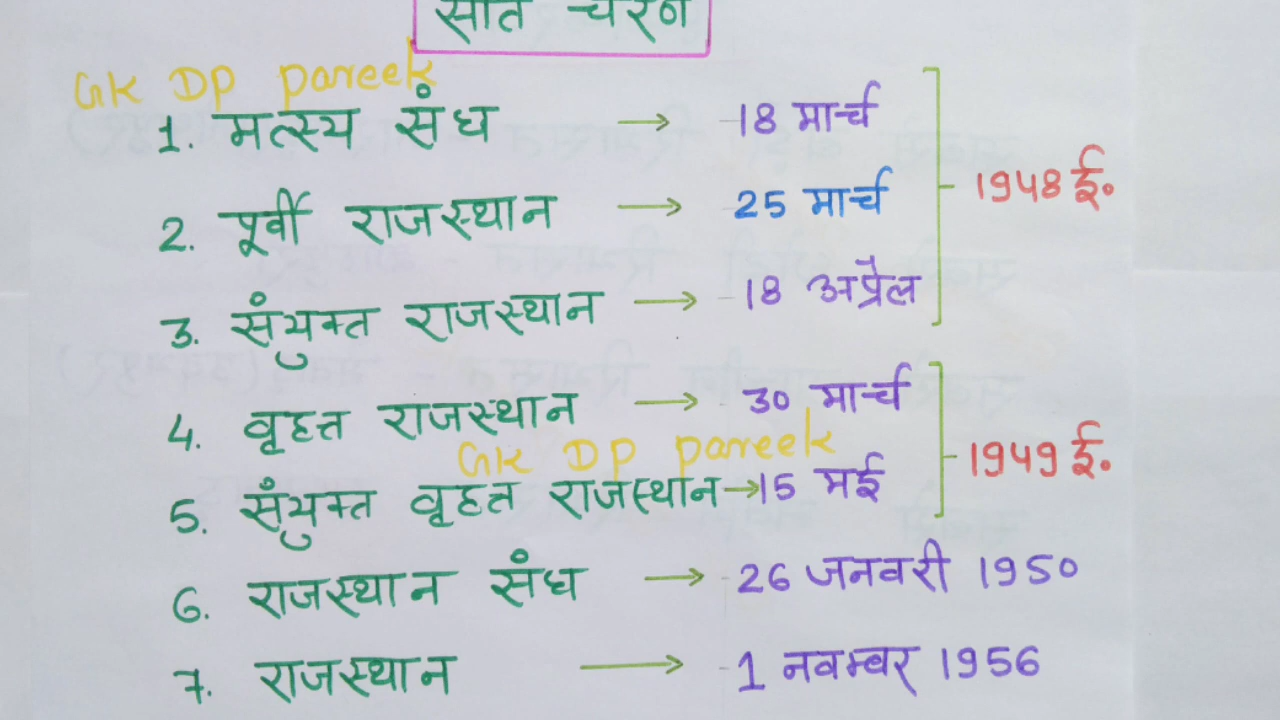 सात चरण
GK DP pareek
1. मत्स्य संघ → 18 मार्च
2. पूर्वी राजस्थान → 25 मार्च
1948 ई.
3. संयुक्त राजस्थान → 18 अप्रैल
4. वृहत्त राजस्थान → 30 मार्च
GK DP pareek
1949 ई.
5. संयुक्त वृहत्त राजस्थान → 15 मई
6. राजस्थान संघ → 26 जनवरी 1950
7. राजस्थान → 1 नवम्बर 1956